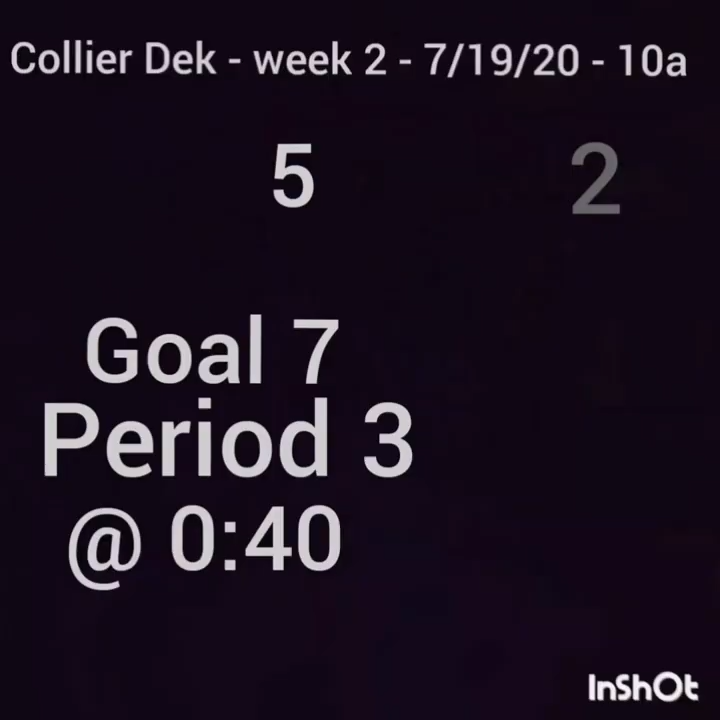 Collier Dek - week 2 - 7/19/20 - 10a
5 2
Goal 7
Period 3
@ 0:40
InShOt